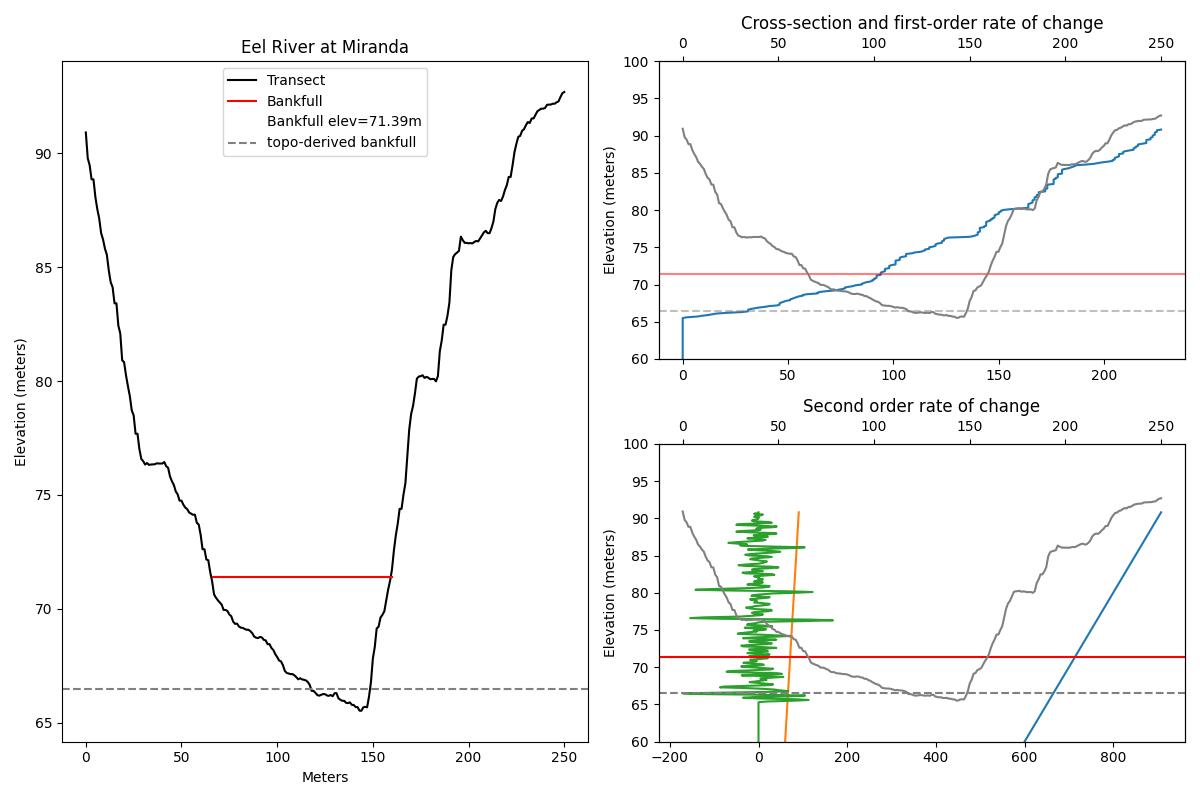 Eel River at Miranda
Transect
Bankfull
Bankfull elev=71.39m
topo-derived bankfull
Elevation (meters)
90
85
80
75
70
65
0 50 100 150 200 250
Meters
Cross-section and first-order rate of change
0 50 100 150 200 250
Elevation (meters)
100
95
90
85
80
75
70
65
60
0 50 100 150 200
Second order rate of change
0 50 100 150 200 250
Elevation (meters)
100
95
90
85
80
75
70
65
60
−200 0 200 400 600 800